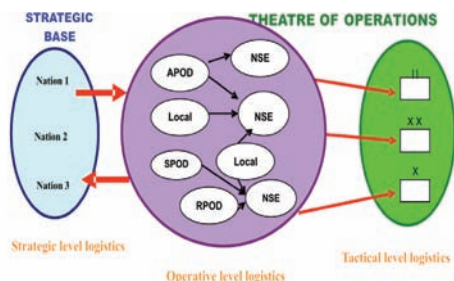 STRATEGIC
BASE
THEATRE OF OPERATIONS
Nation 1
Nation 2
Nation 3
APOD
NSE
Local
NSE
SPOD
Local
RPOD
NSE
II
X X
X
Strategic level logistics
Operative level logistics
Tactical level logistics